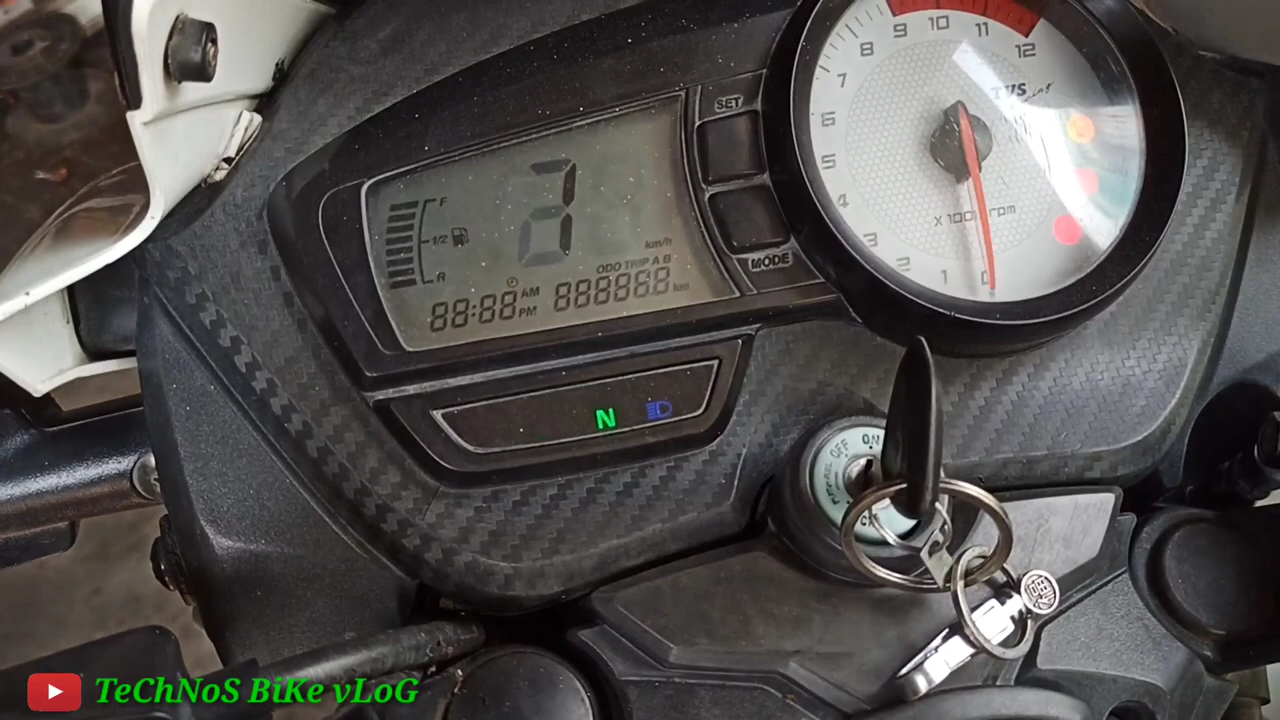 SET
MODE
F
1/2
R
km/h
ODO TRIP A B
88:88 AM
PM
888888 km
N
12
11
10
9
8
7
6
5
4
3
2
1
0
TVS
rpm
ON
OFF
TeChNoS BiKe vLoG